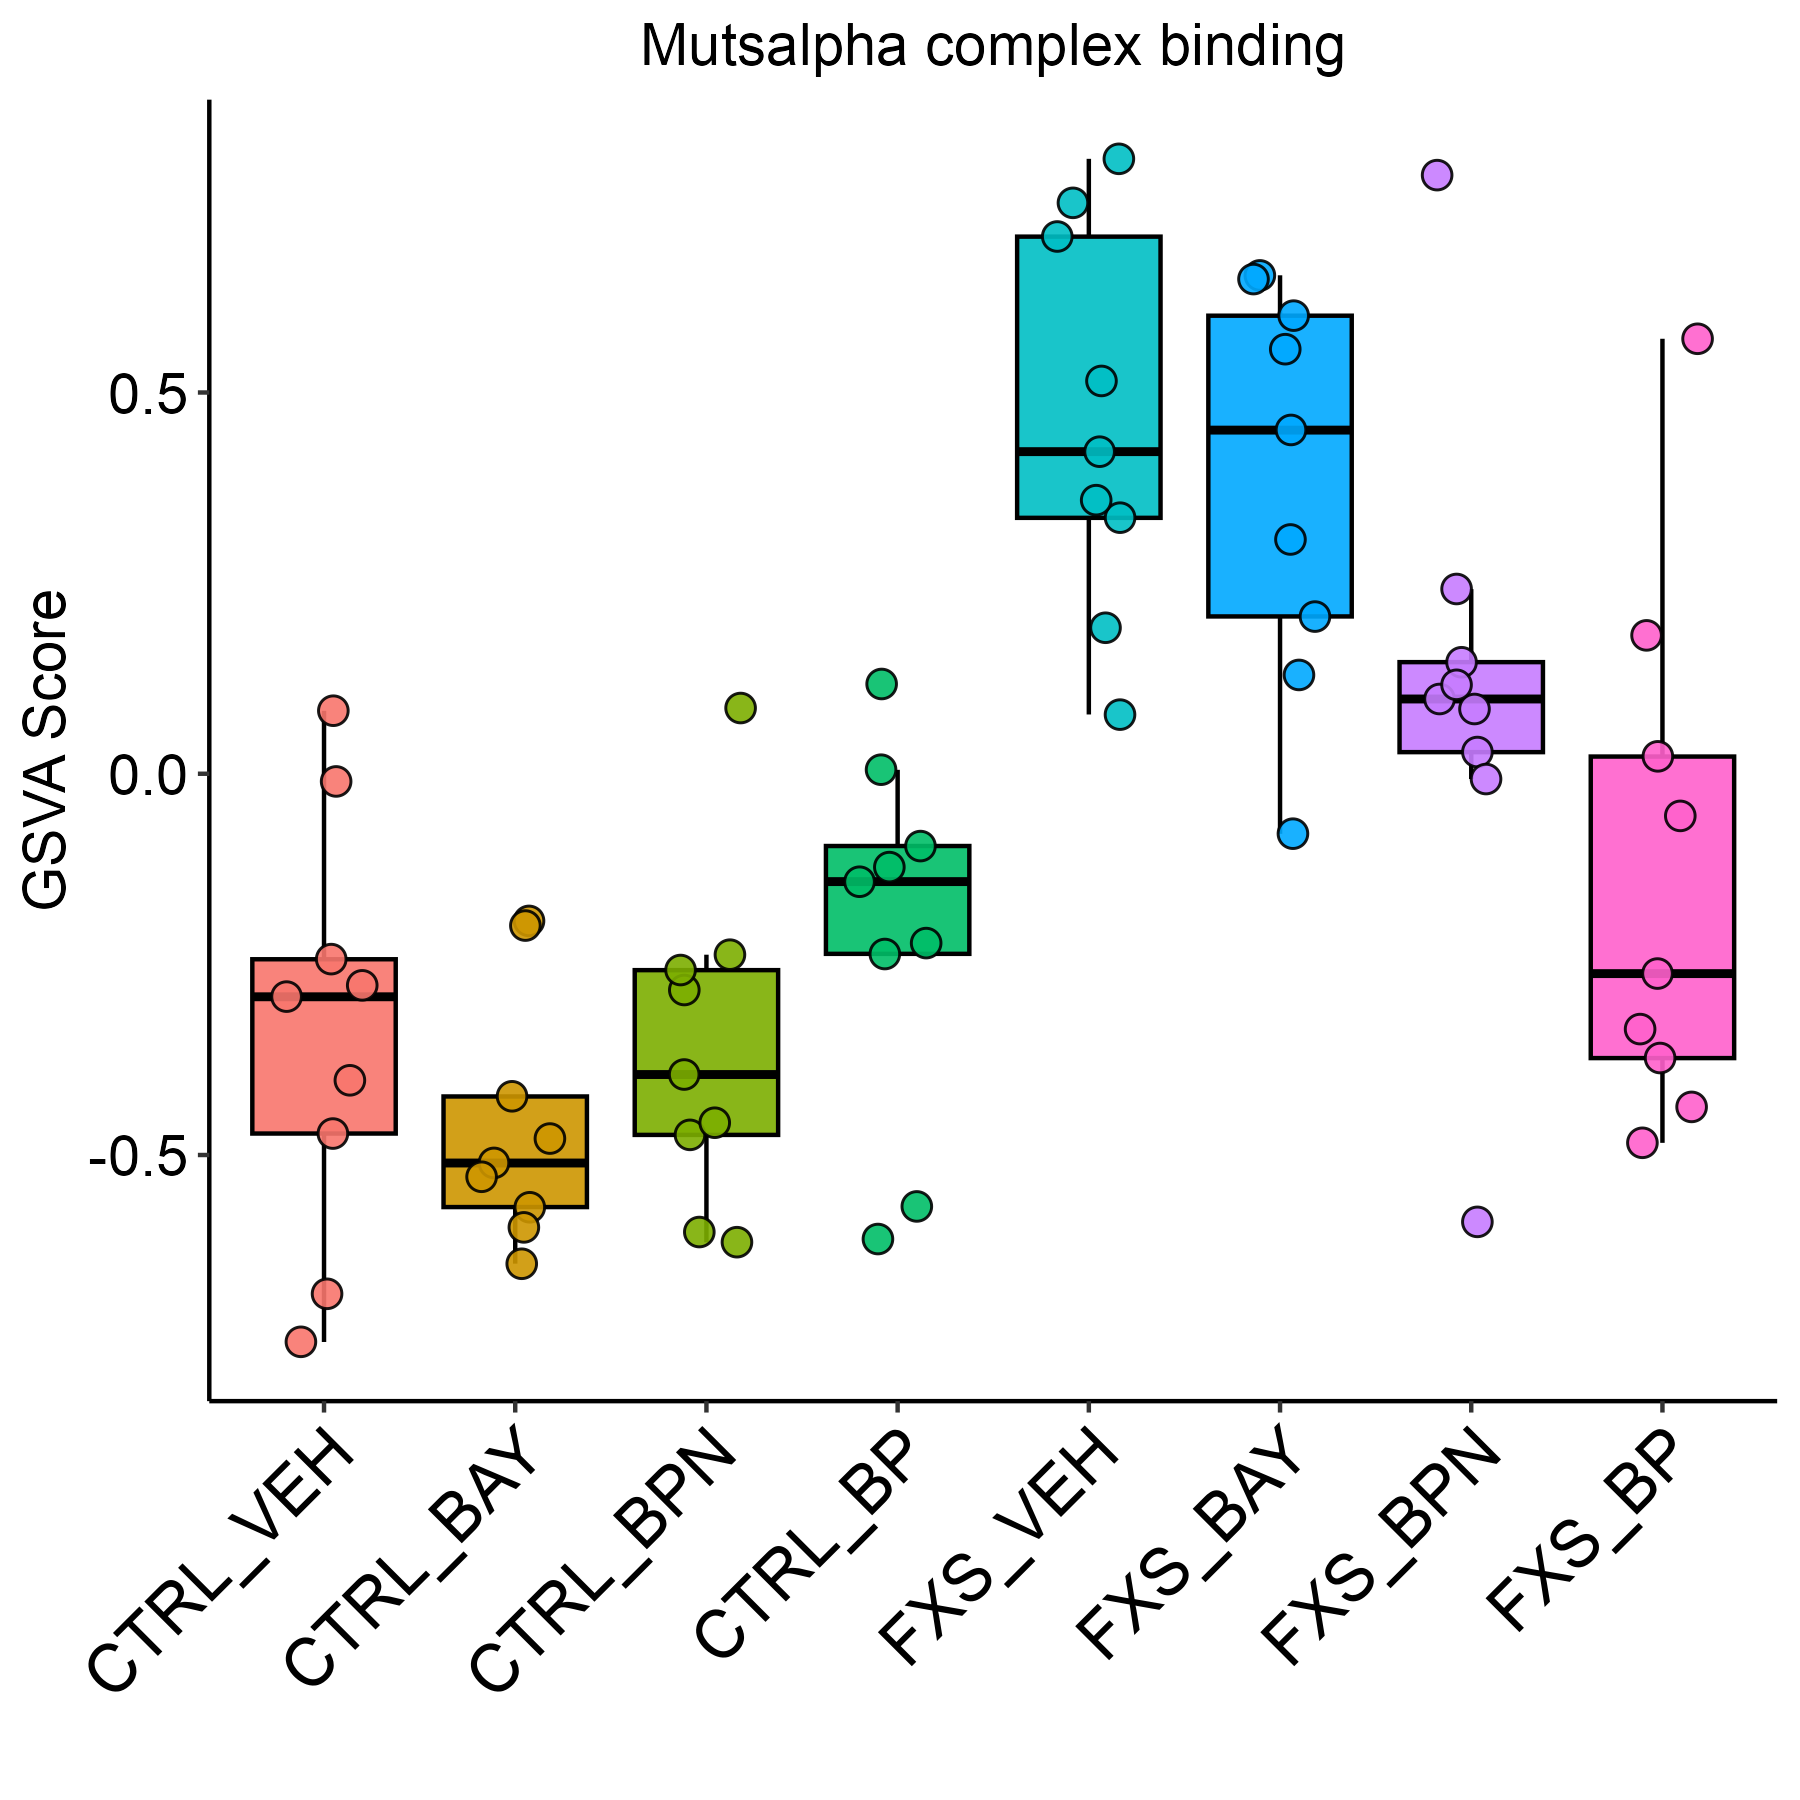 Mutsalpha complex binding
GSVA Score
0.5
0.0
-0.5
CTRL_VEH
CTRL_BAY
CTRL_BPN
CTRL_BP
FXS_VEH
FXS_BAY
FXS_BPN
FXS_BP